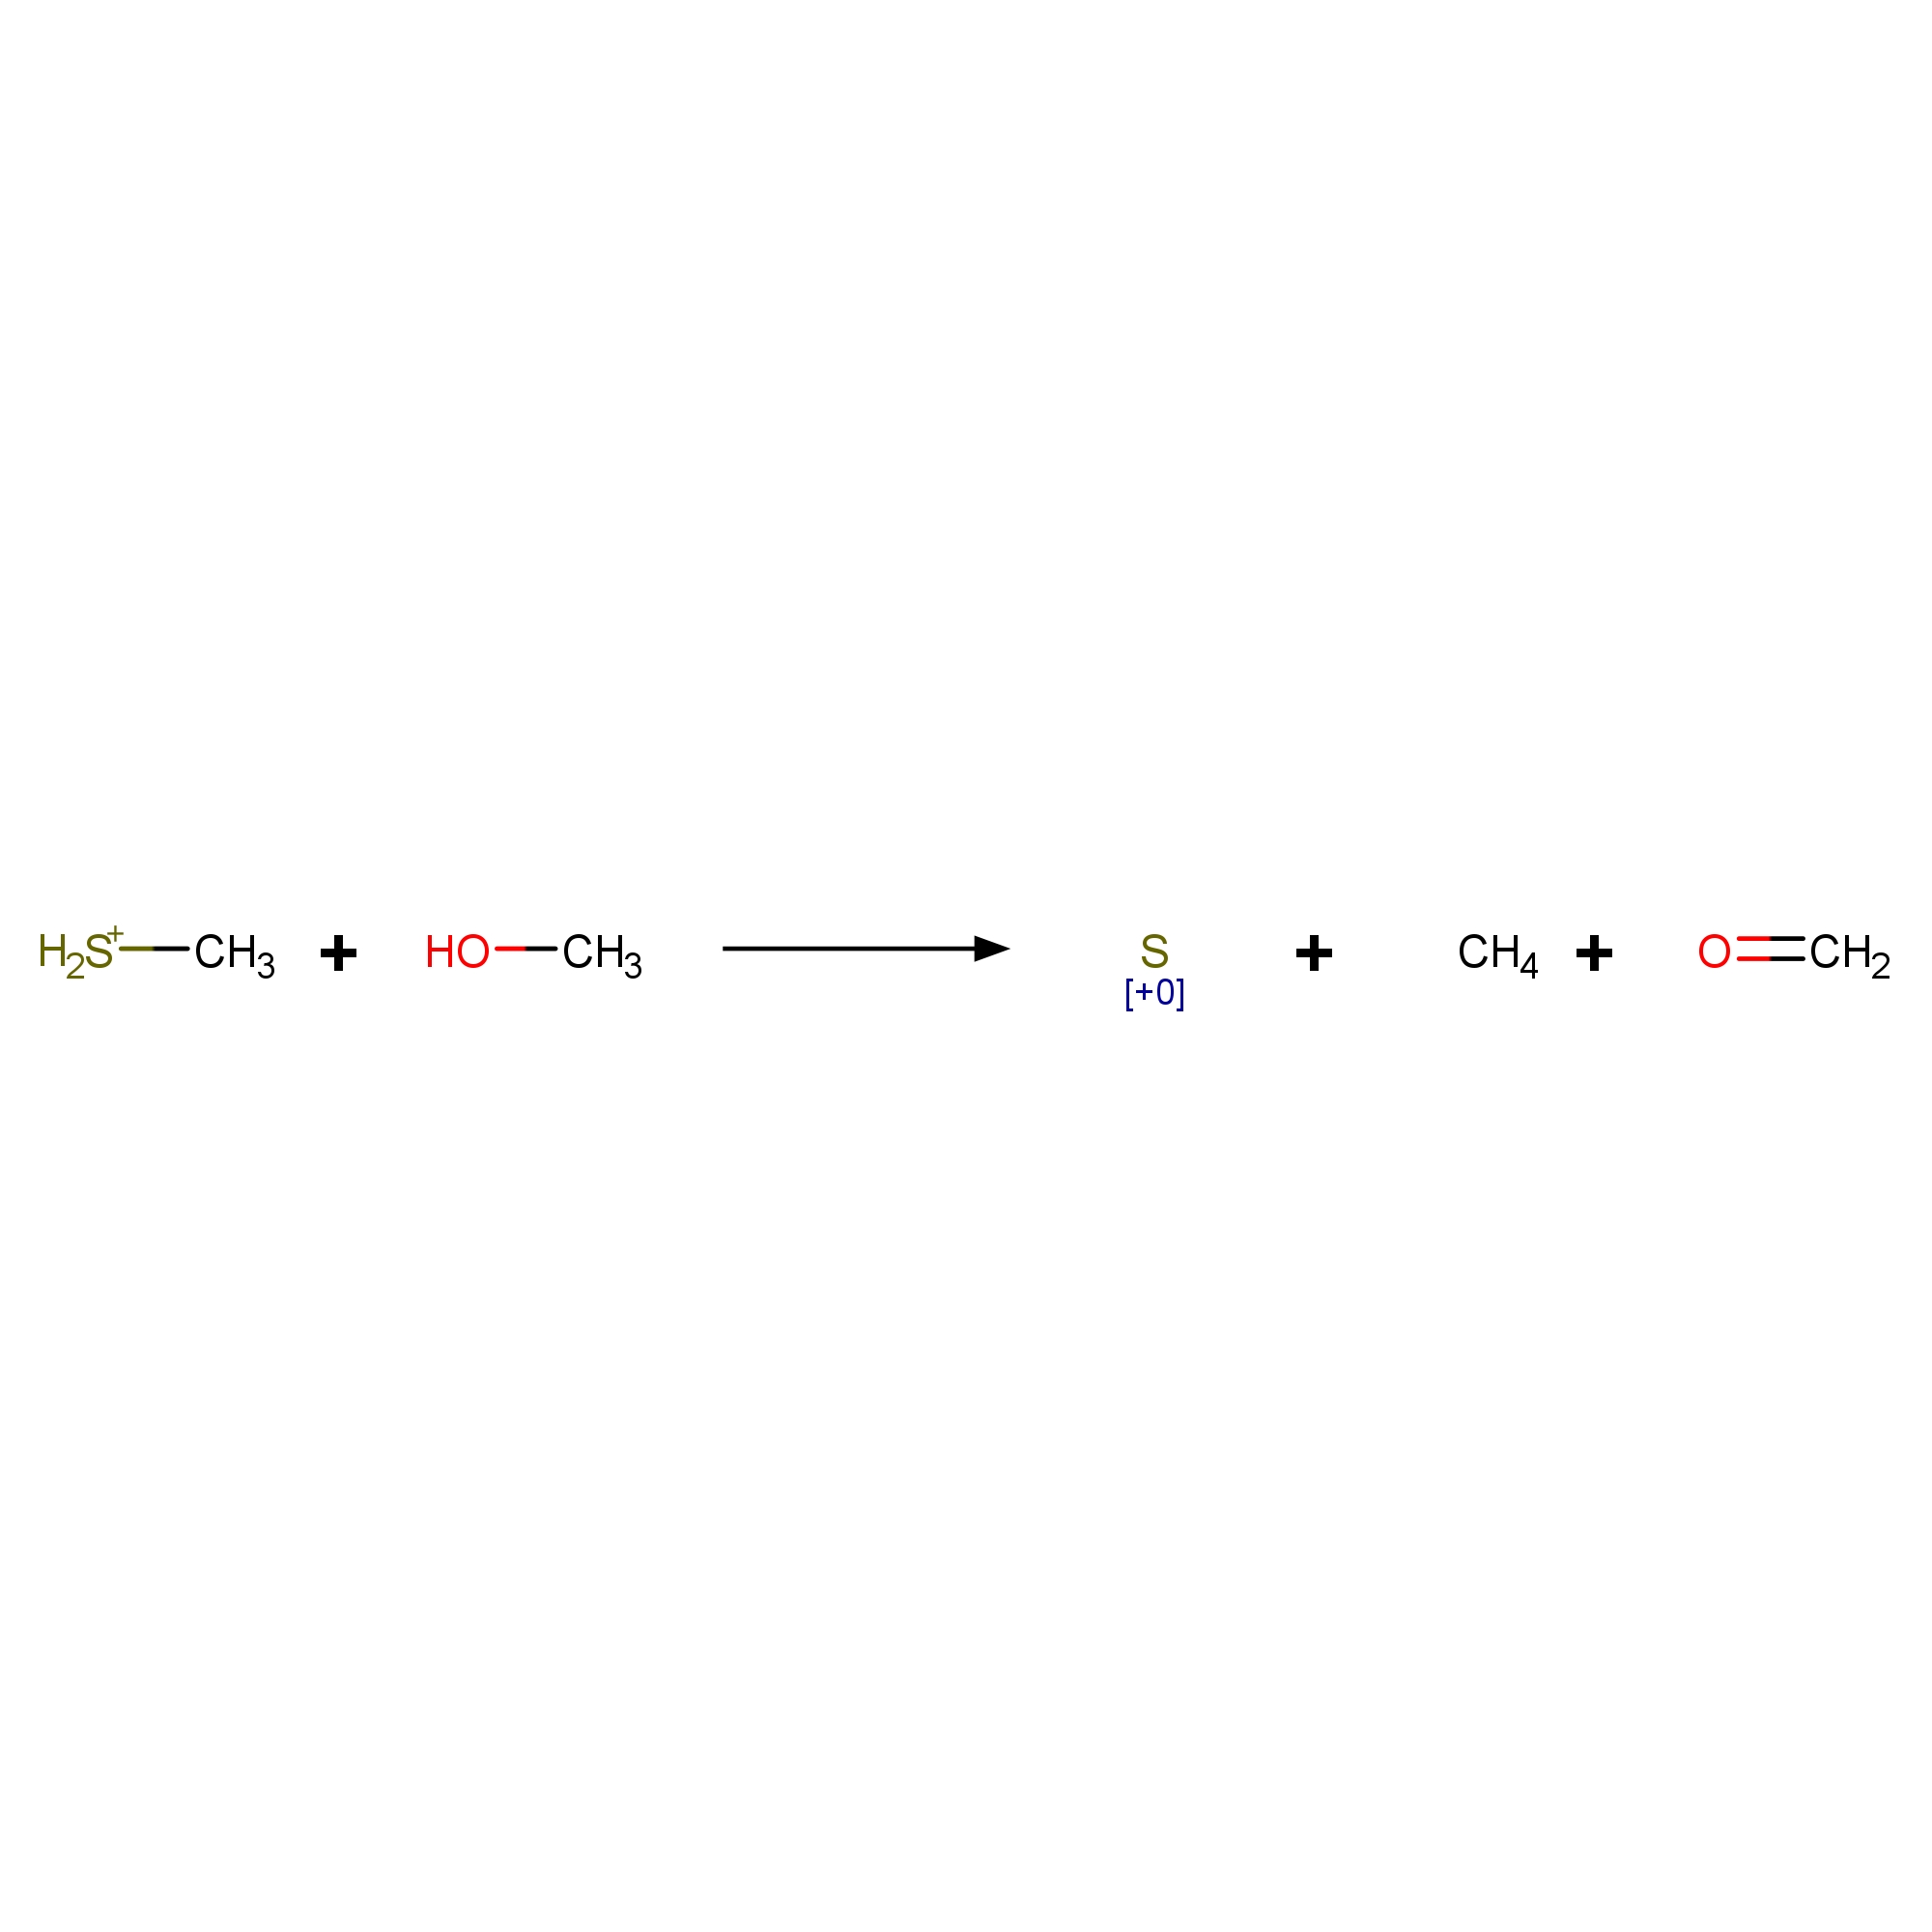 H₂S⁺—CH₃ + HO—CH₃ → S + CH₄ + O=CH₂
[+0]